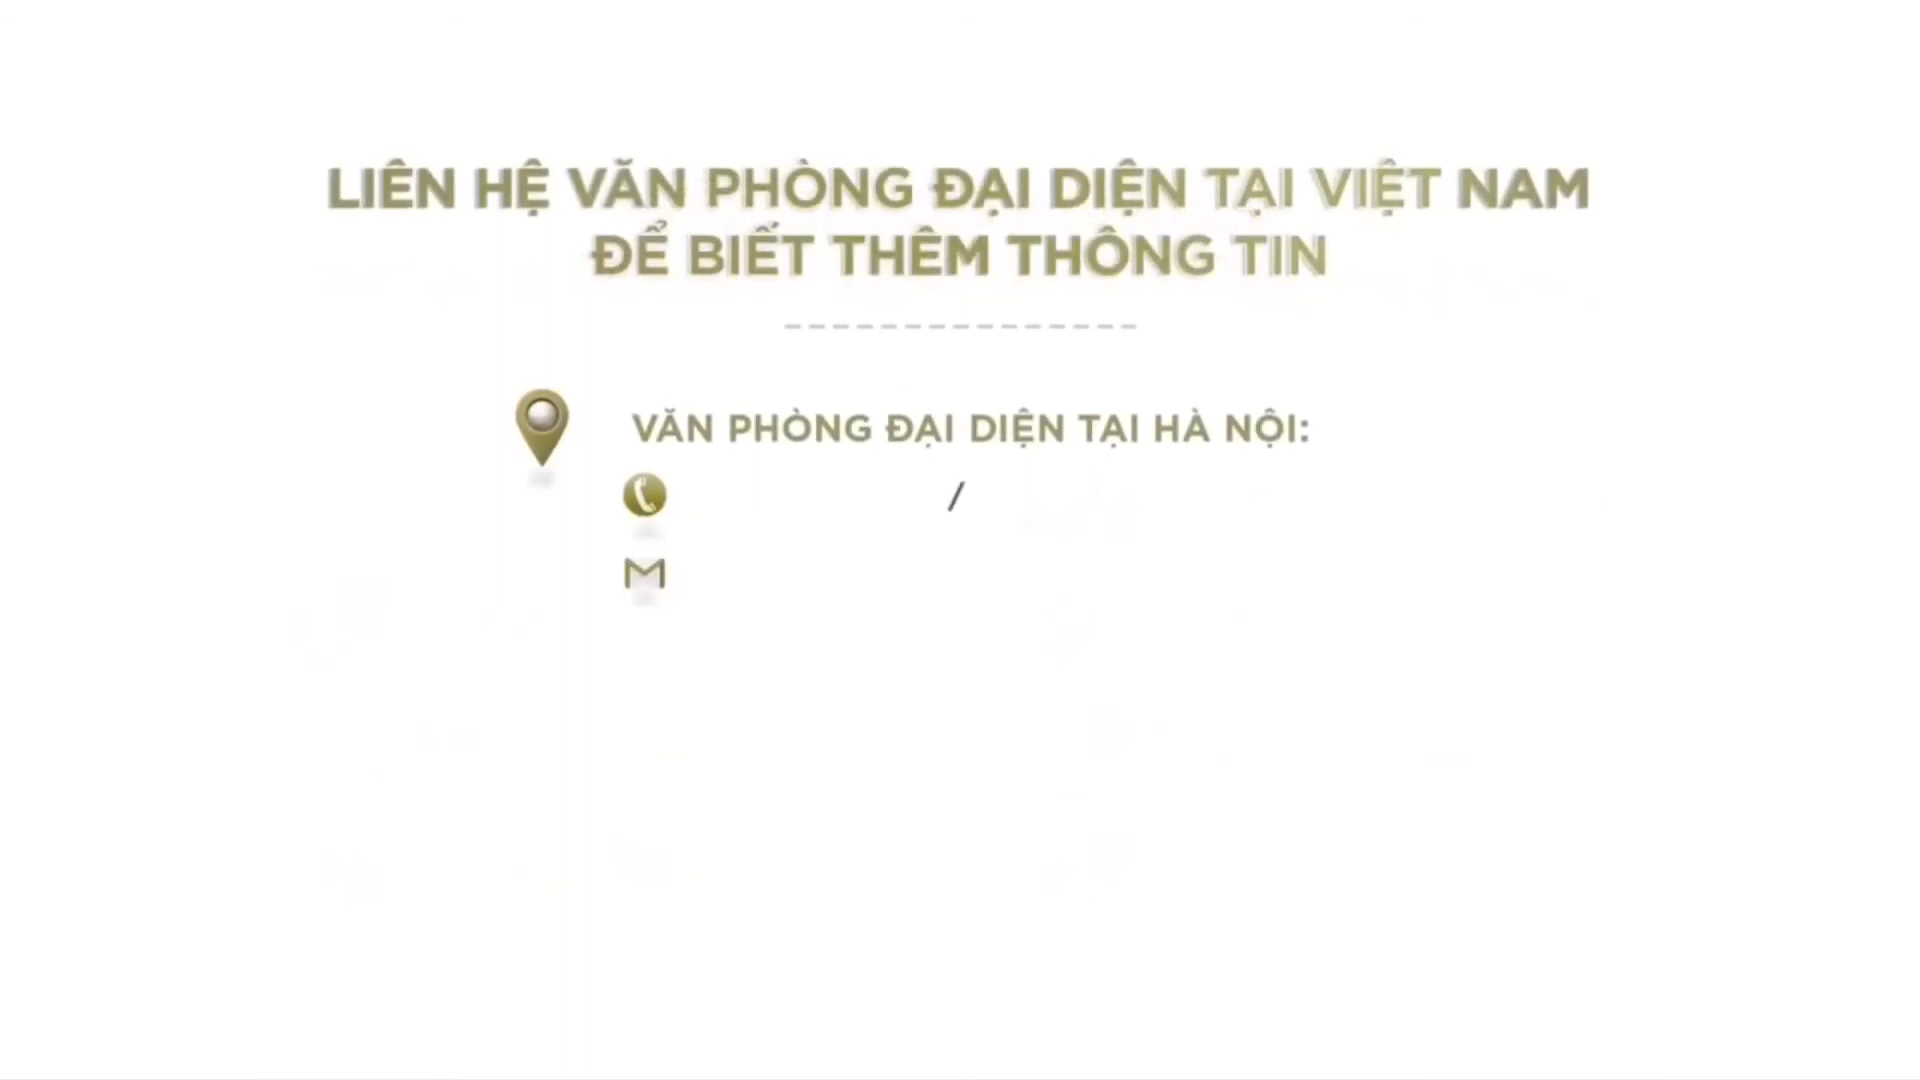 LIÊN HỆ VĂN PHÒNG ĐẠI DIỆN TẠI VIỆT NAM
ĐỂ BIẾT THÊM THÔNG TIN
VĂN PHÒNG ĐẠI DIỆN TẠI HÀ NỘI:
/